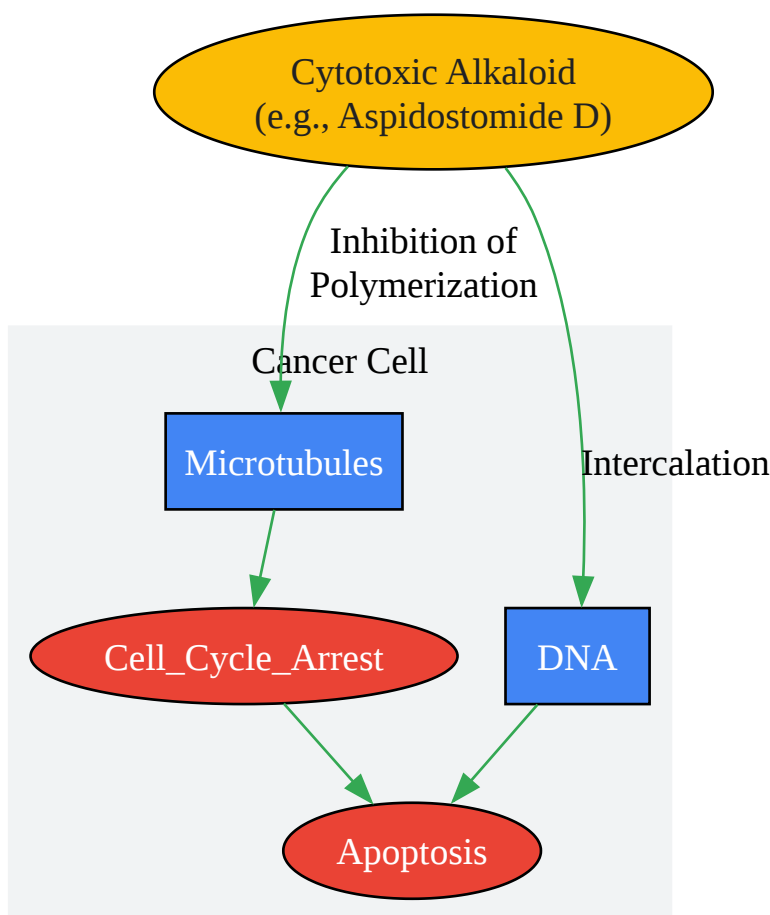 Cytotoxic Alkaloid
(e.g., Aspidostomide D)
Inhibition of
Polymerization
Cancer Cell
Microtubules
Intercalation
Cell_Cycle_Arrest
DNA
Apoptosis